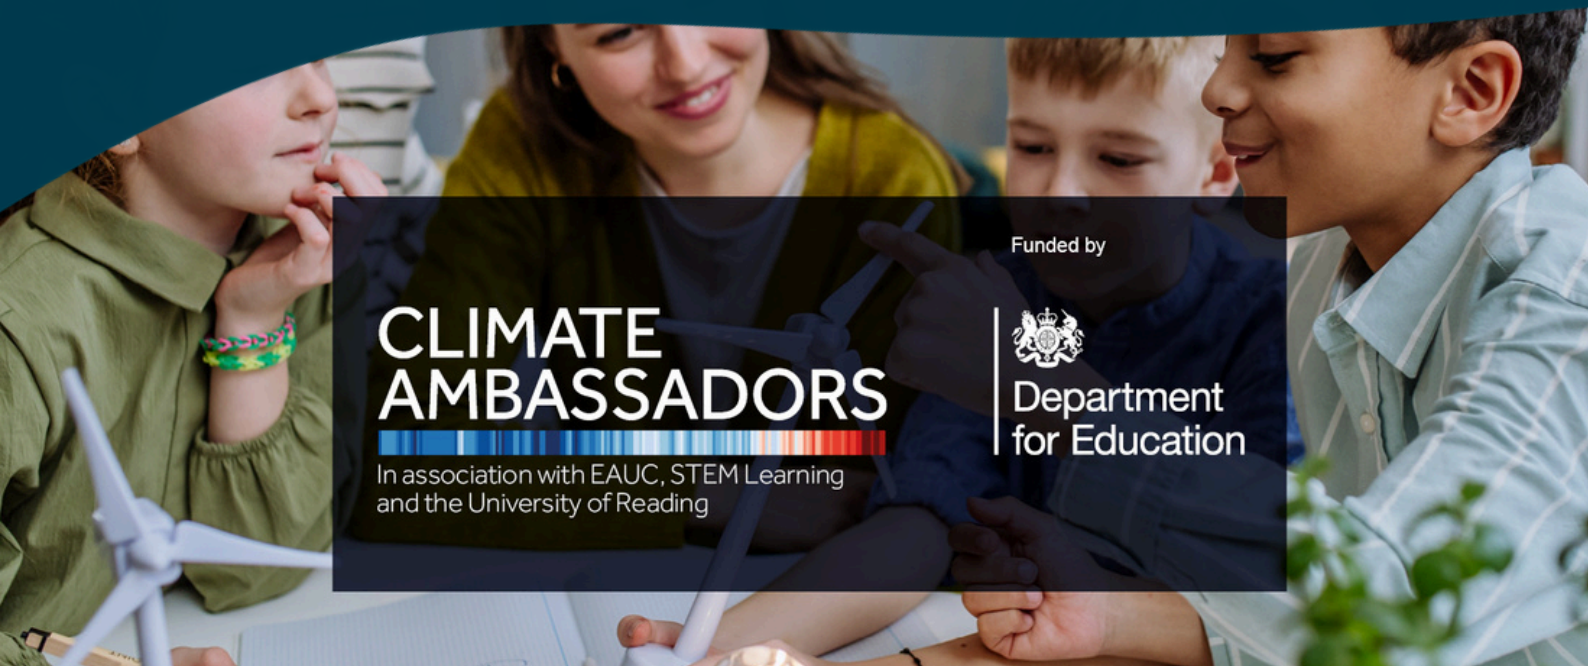 Funded by
CLIMATE
AMBASSADORS
In association with EAUC, STEM Learning
and the University of Reading
Department
for Education